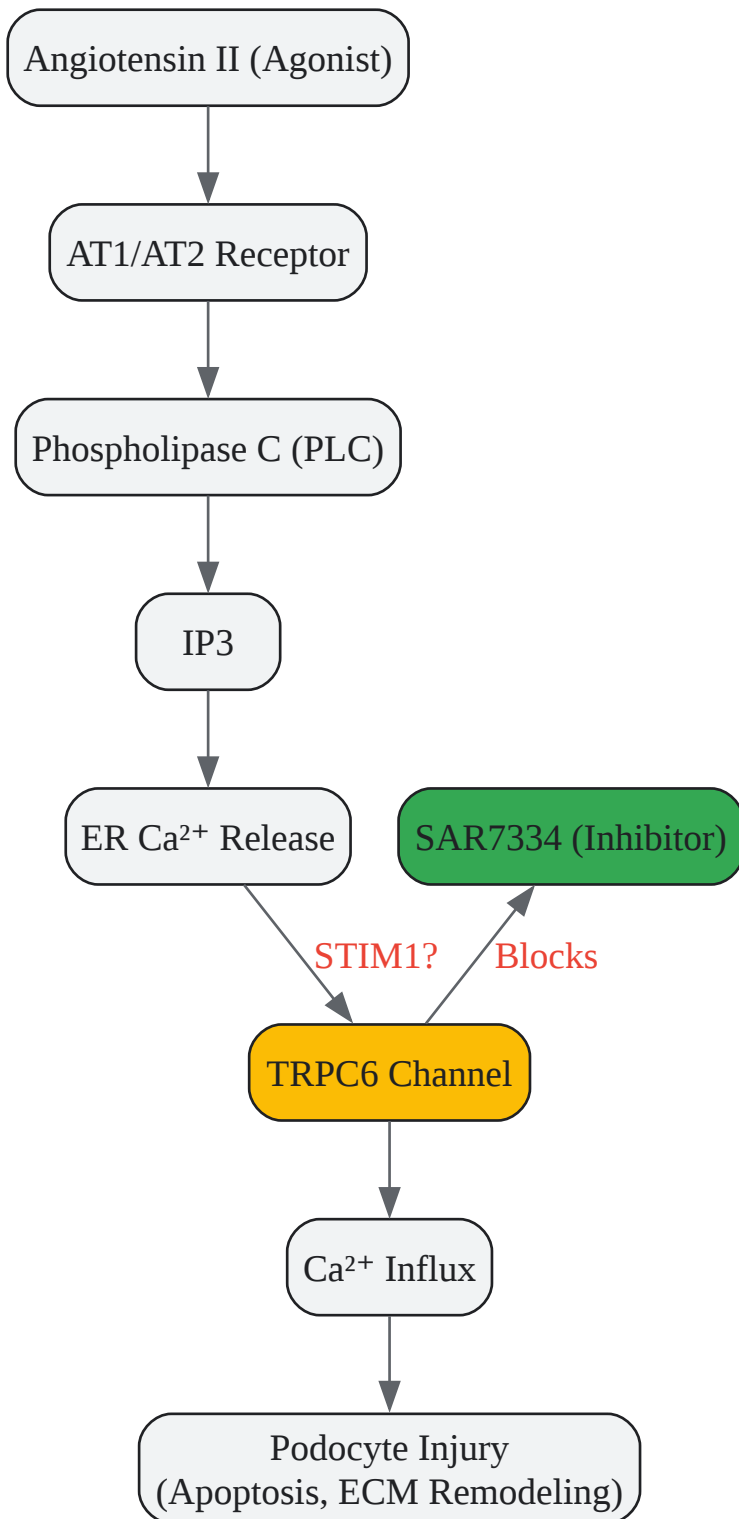 Angiotensin II (Agonist)
AT1/AT2 Receptor
Phospholipase C (PLC)
IP3
ER Ca²⁺ Release
SAR7334 (Inhibitor)
STIM1?
Blocks
TRPC6 Channel
Ca²⁺ Influx
Podocyte Injury
(Apoptosis, ECM Remodeling)